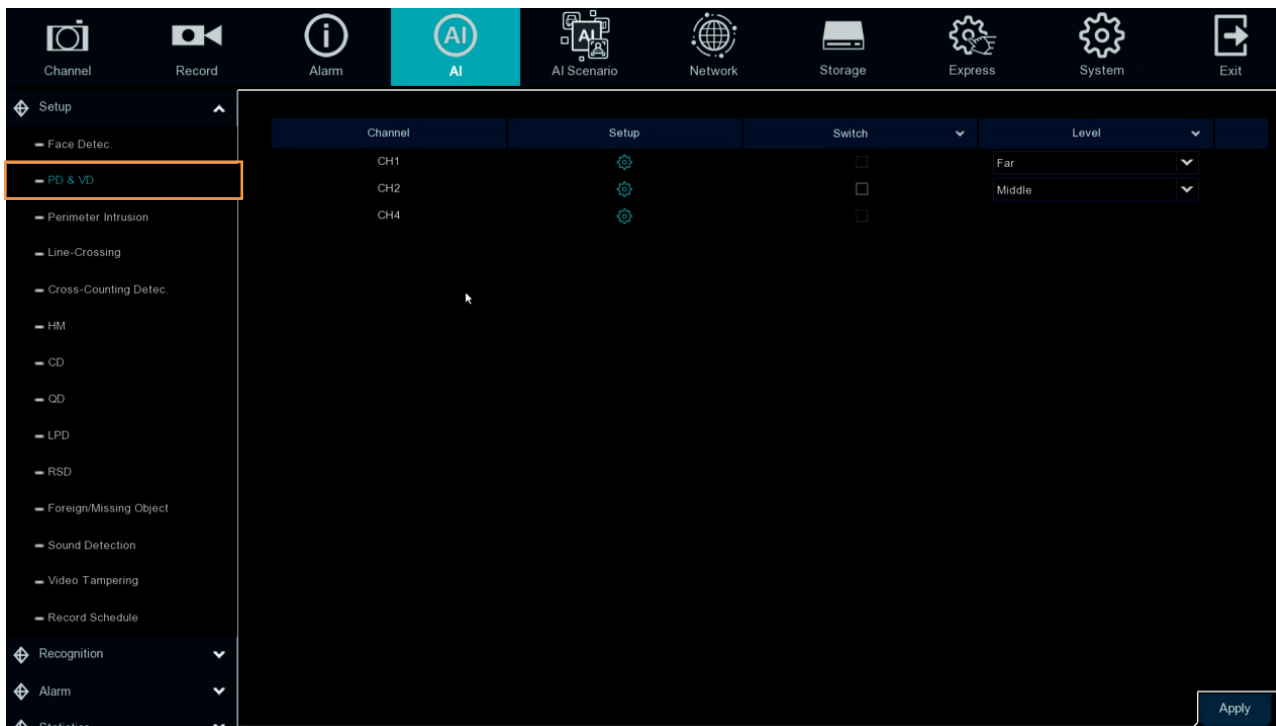 Channel Record Alarm AI AI Scenario Network Storage Express System Exit
Setup
Face Detec.
PD & VD
Perimeter Intrusion
Line-Crossing
Cross-Counting Detec.
HM
CD
QD
LPD
RSD
Foreign/Missing Object
Sound Detection
Video Tampering
Record Schedule
Recognition
Alarm
Statistics
Channel Setup Switch Level
CH1 Far
CH2 Middle
CH4
Apply